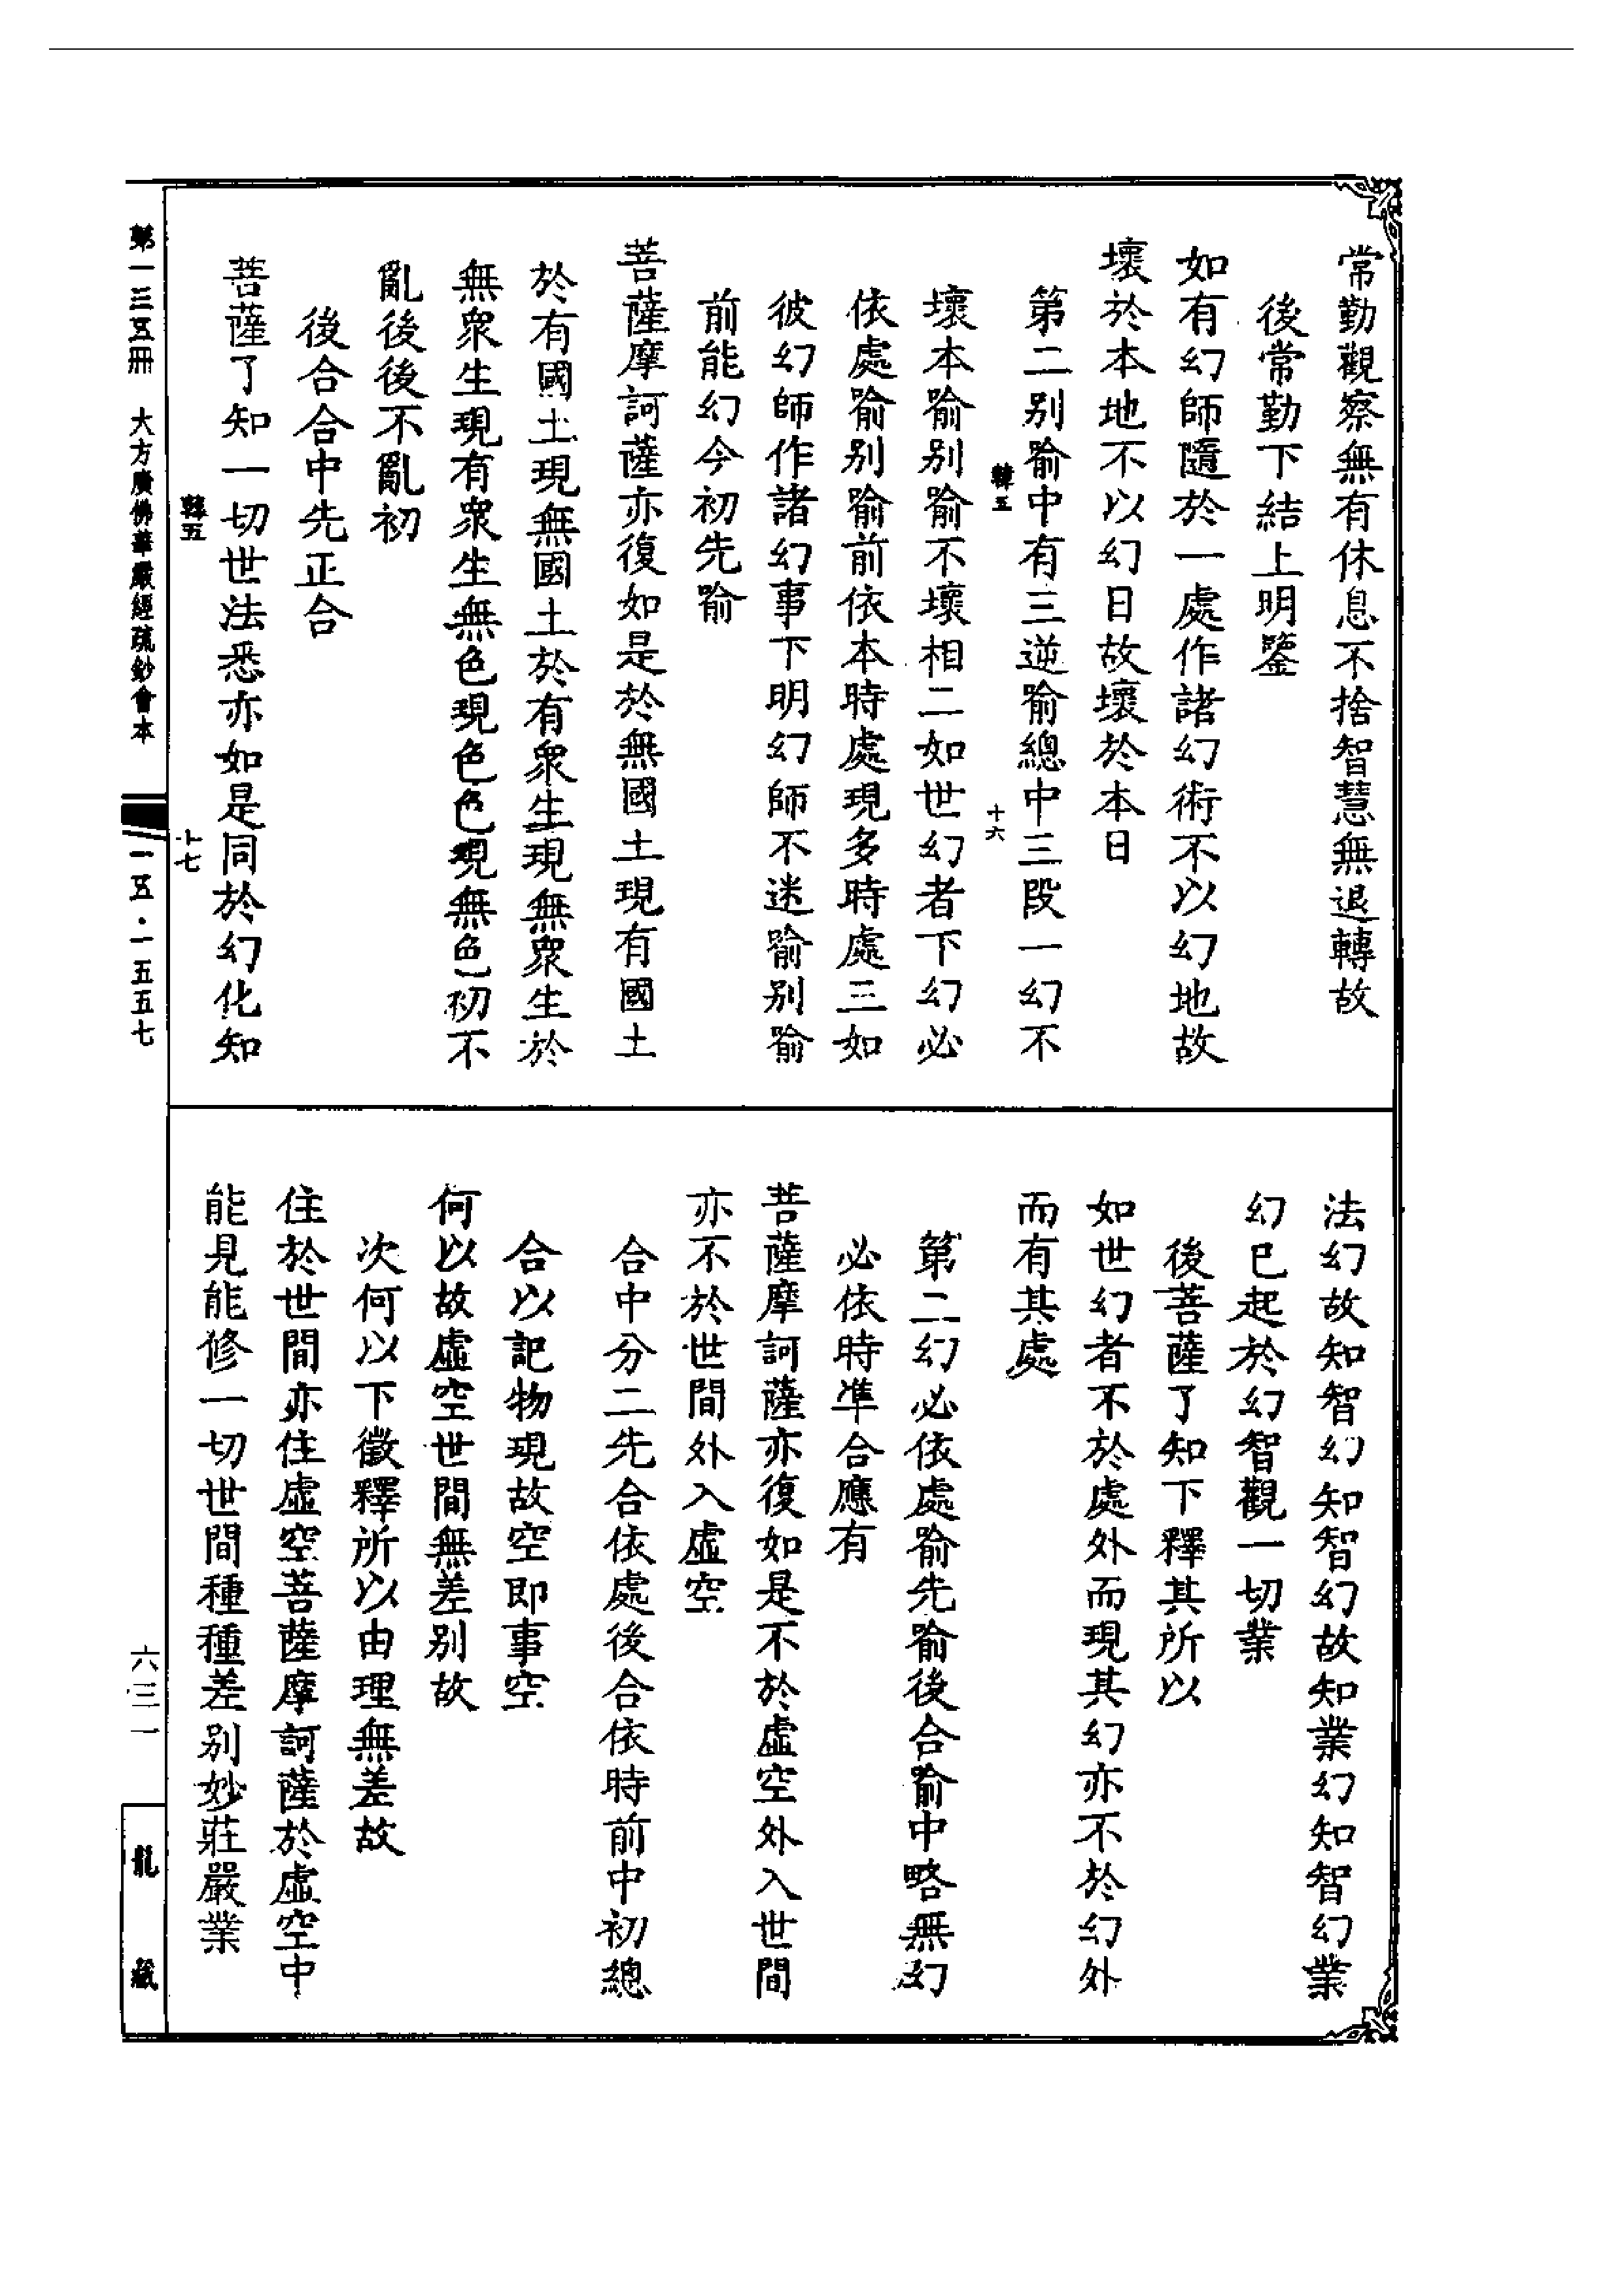 常勤觀察無有休息不捨智慧無退轉故
後常勤下結上明鑒
如有幻師隨於一處作諸幻術不以幻地故
壞於本地不以幻日故壞於本日
第二別喻中有三逆喻總中三段一幻不
韓五
十六
壞本喻別喻不壞相二如世幻者下幻必
依處喻別喻前依本時處現多時處三如
彼幻師作諸幻事下明幻師不迷喻別喻
前能幻今初先喻
菩薩摩訶薩亦復如是於無國土現有國土
於有國土現無國土於有眾生現無眾生於
無眾生現有眾生無色現色色現無色初不
亂後後不亂初
後合合中先正合
菩薩了知一切世法悉亦如是同於幻化知
韓五
十七
法幻故知智幻知智幻故知業幻知智幻業
幻已起於幻智觀一切業
後菩薩了知下釋其所以
如世幻者不於處外而現其幻亦不於幻外
而有其處
第二幻必依處喻先喻後合喻中略無幻
必依時準合應有
菩薩摩訶薩亦復如是不於虛空外入世間
亦不於世間外入虛空
合中分二先合依處後合依時前中初總
合以記物現故空即事空
何以故虛空世間無差別故
次何以下徵釋所以由理無差故
住於世間亦住虛空菩薩摩訶薩於虛空中
能見能修一切世間種種差別妙莊嚴業
第一三五冊 大方廣佛華嚴經疏鈔會本
一五·一五五七
六三一
龍藏